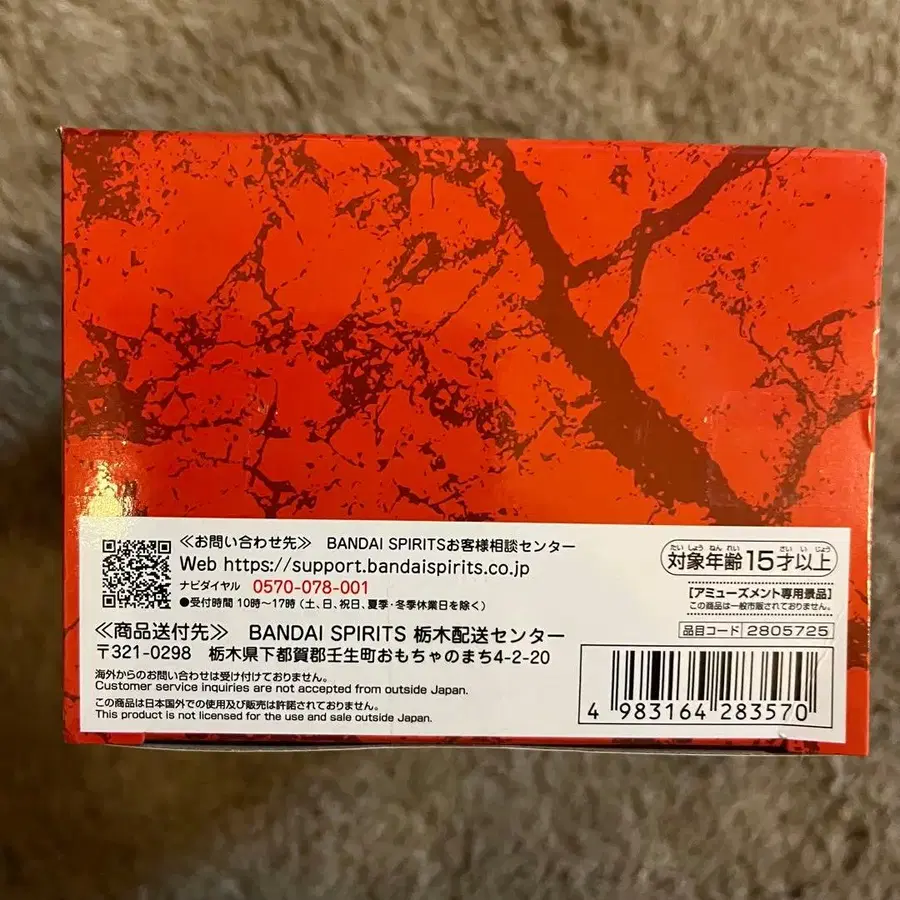 ≪お問い合わせ先≫ BANDAI SPIRITSお客様相談センター
Web https://support.bandaispirits.co.jp
ナビダイヤル 0570-078-001
●受付時間 10時~17時(土、日、祝日、夏季・冬季休業日を除く)
≪商品送付先≫ BANDAI SPIRITS 栃木配送センター
〒321-0298 栃木県下都賀郡壬生町おもちゃのまち4-2-20
海外からのお問い合わせは受け付けておりません。
Customer service inquiries are not accepted from outside Japan.
この商品は日本国外での使用及び販売は許諾されておりません。
This product is not licensed for the use and sale outside Japan.
たいしょうねんれい さいいじょう
対象年齢15才以上
[アミューズメント専用景品]
この商品は一般市販されておりません。
品目コード 2805725
4 983164 283570